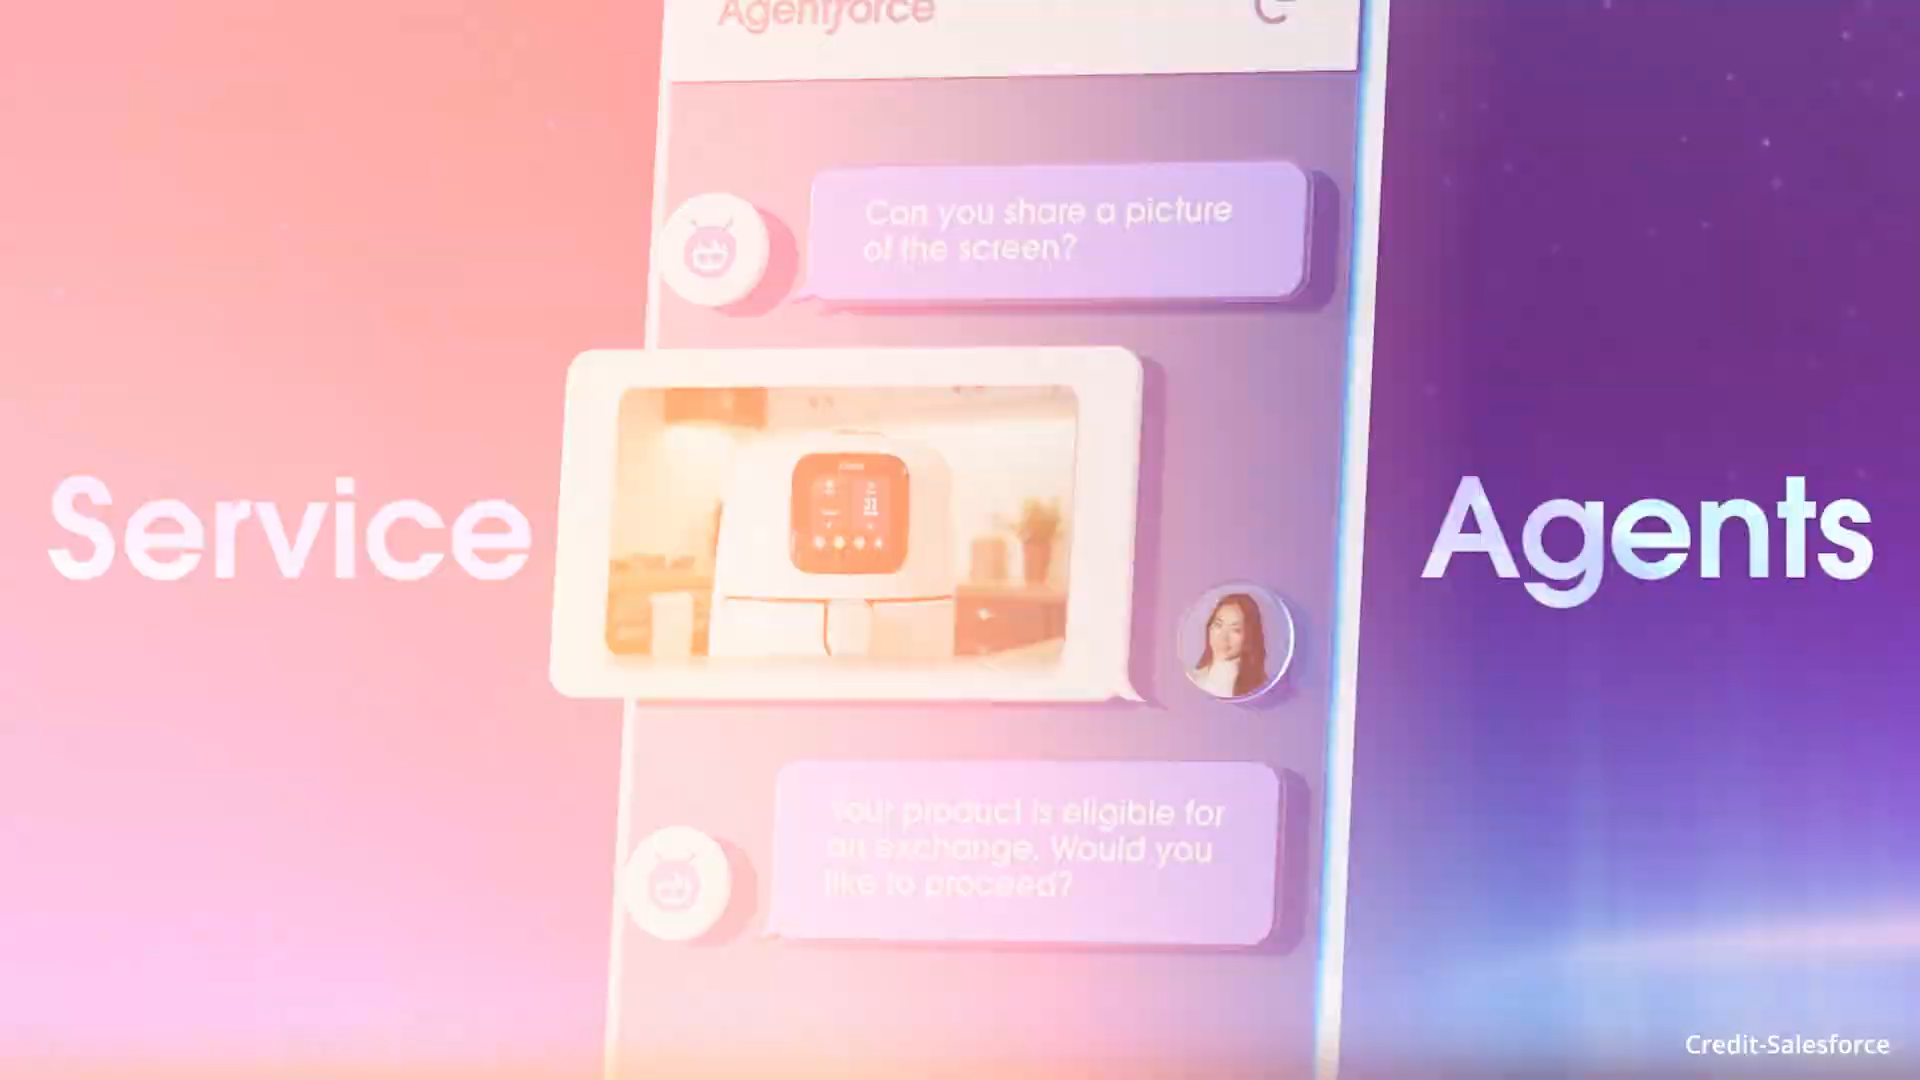 Agentforce
Can you share a picture
of the screen?
Service
Agents
31
Your product is eligible for
an exchange. Would you
like to proceed?
Credit-Salesforce